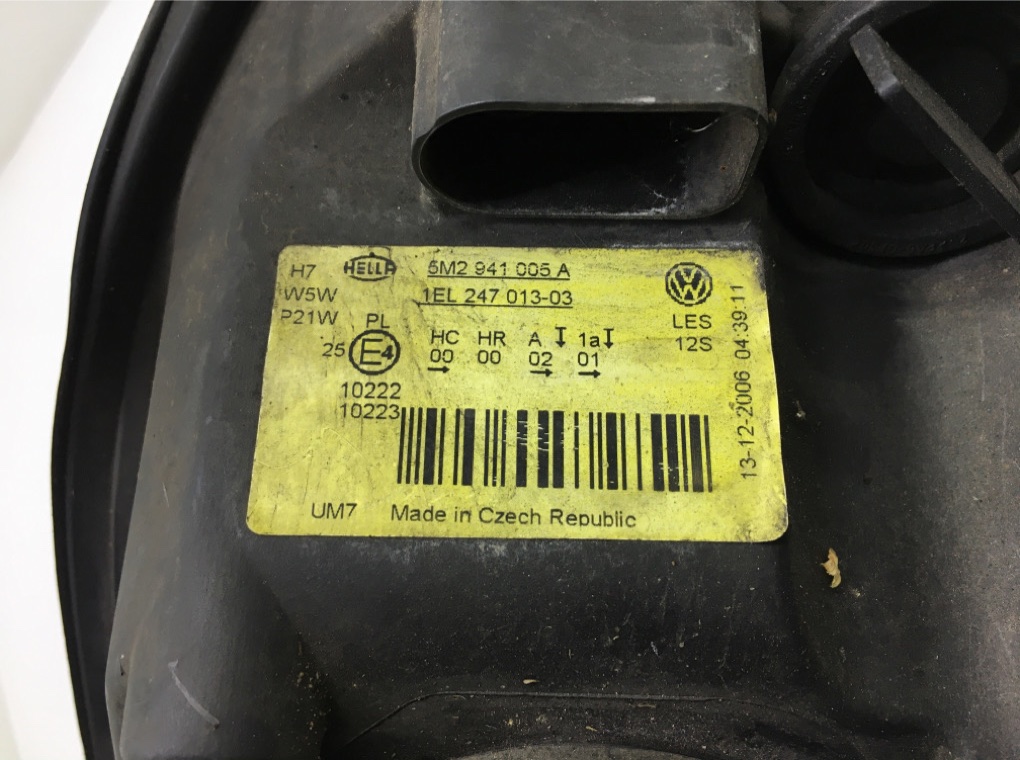 H7 HELLA 5M2 941 005 A
W5W 1EL 247 013-03
P21W PL LES
HC HR A 1a 12S
25 E4 00 00 02 01
10222
10223
UM7 Made in Czech Republic
13-12-2006 04:39:11